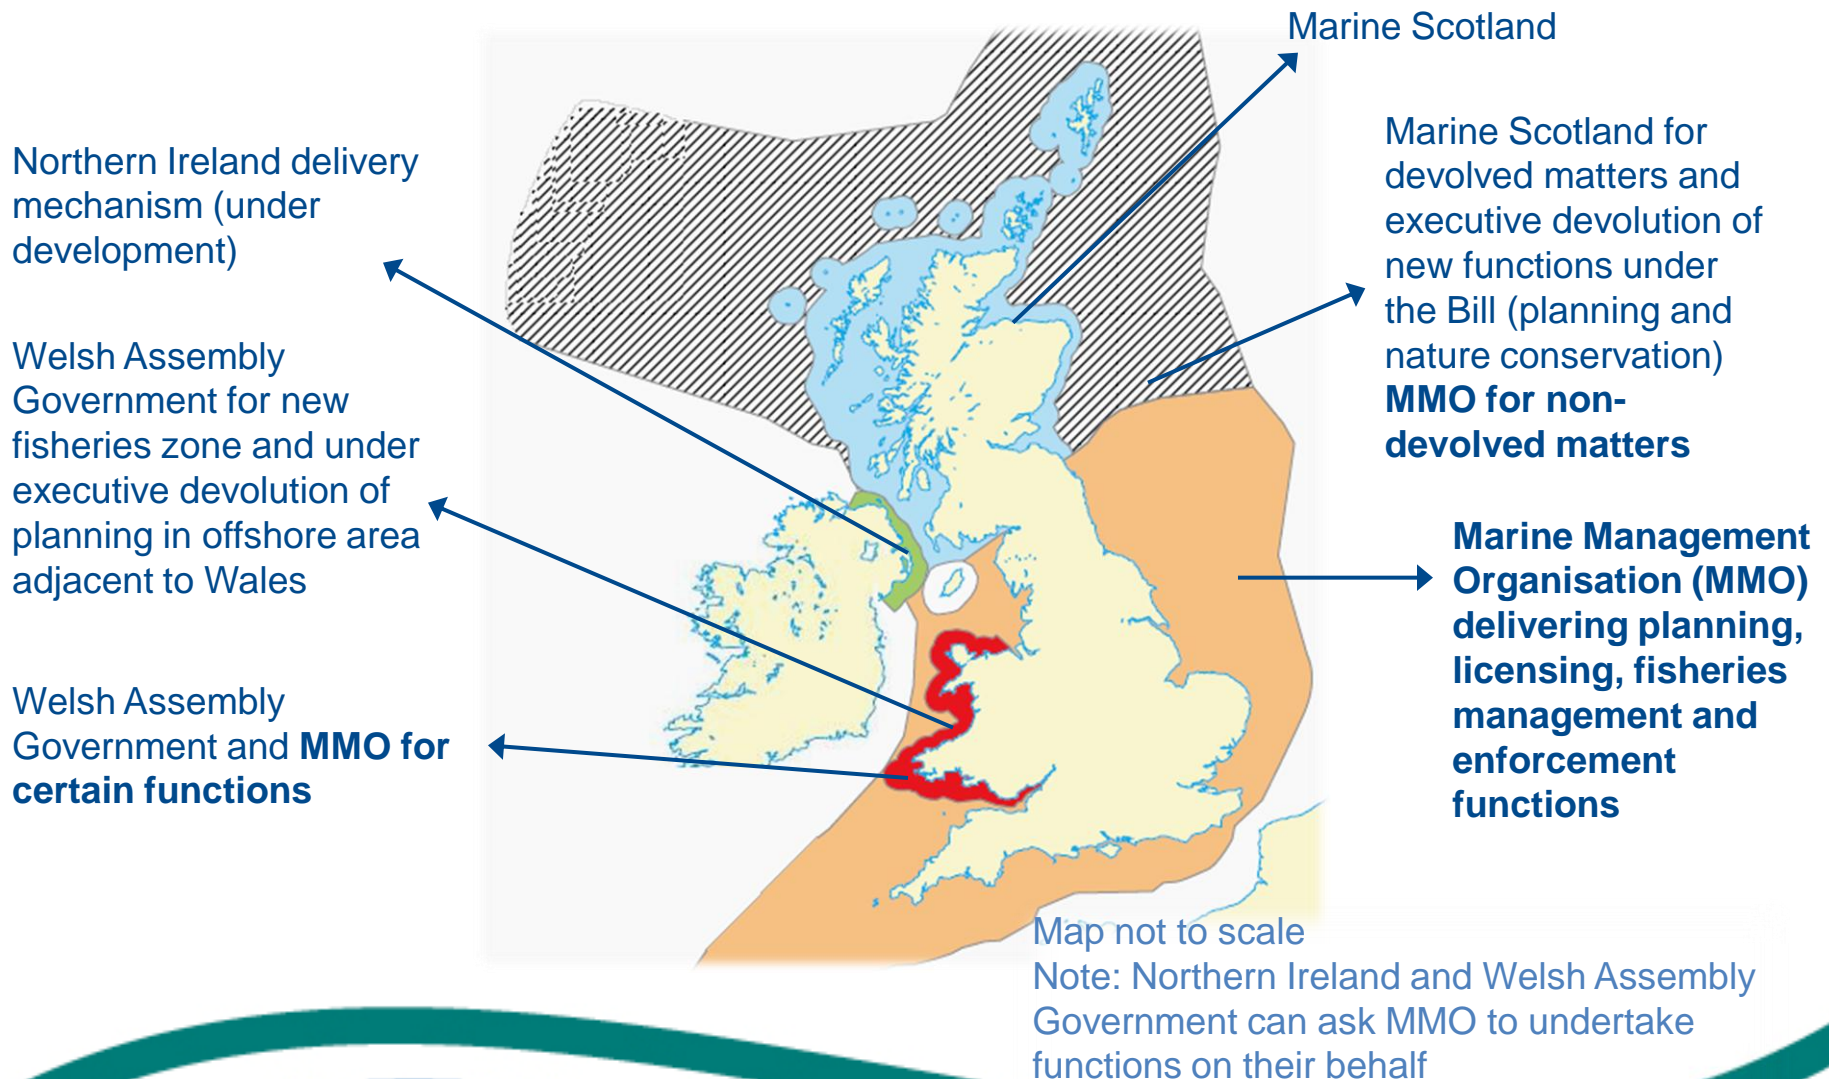 Marine Scotland
Northern Ireland delivery
mechanism (under
development)
Welsh Assembly
Government for new
fisheries zone and under
executive devolution of
planning in offshore area
adjacent to Wales
Welsh Assembly
Government and MMO for
certain functions
Marine Scotland for
devolved matters and
executive devolution of
new functions under
the Bill (planning and
nature conservation)
MMO for non-
devolved matters
Marine Management
Organisation (MMO)
delivering planning,
licensing, fisheries
management and
enforcement
functions
Map not to scale
Note: Northern Ireland and Welsh Assembly
Government can ask MMO to undertake
functions on their behalf